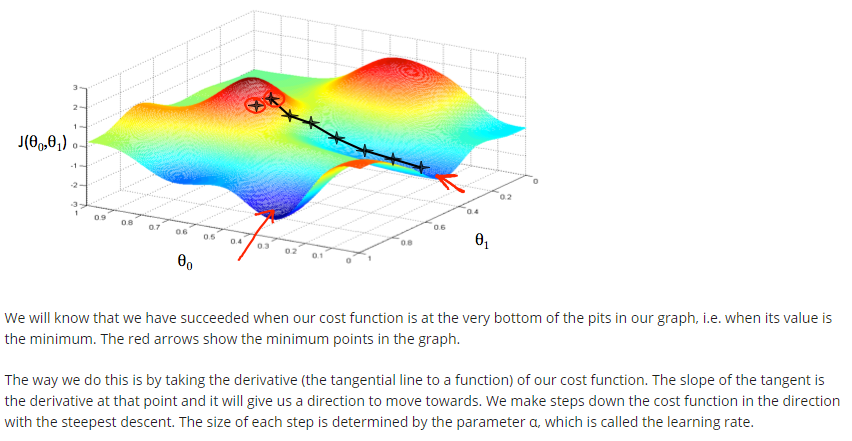 3
2
1
J(θ₀,θ₁) 0
-1
-2
-3
1
0.9
0.8
0.7
0.6
0.5
0.4
0.3
0.2
0.1
0
θ₀
0
0.2
0.4
0.6
0.8
1
θ₁
We will know that we have succeeded when our cost function is at the very bottom of the pits in our graph, i.e. when its value is
the minimum. The red arrows show the minimum points in the graph.
The way we do this is by taking the derivative (the tangential line to a function) of our cost function. The slope of the tangent is
the derivative at that point and it will give us a direction to move towards. We make steps down the cost function in the direction
with the steepest descent. The size of each step is determined by the parameter α, which is called the learning rate.